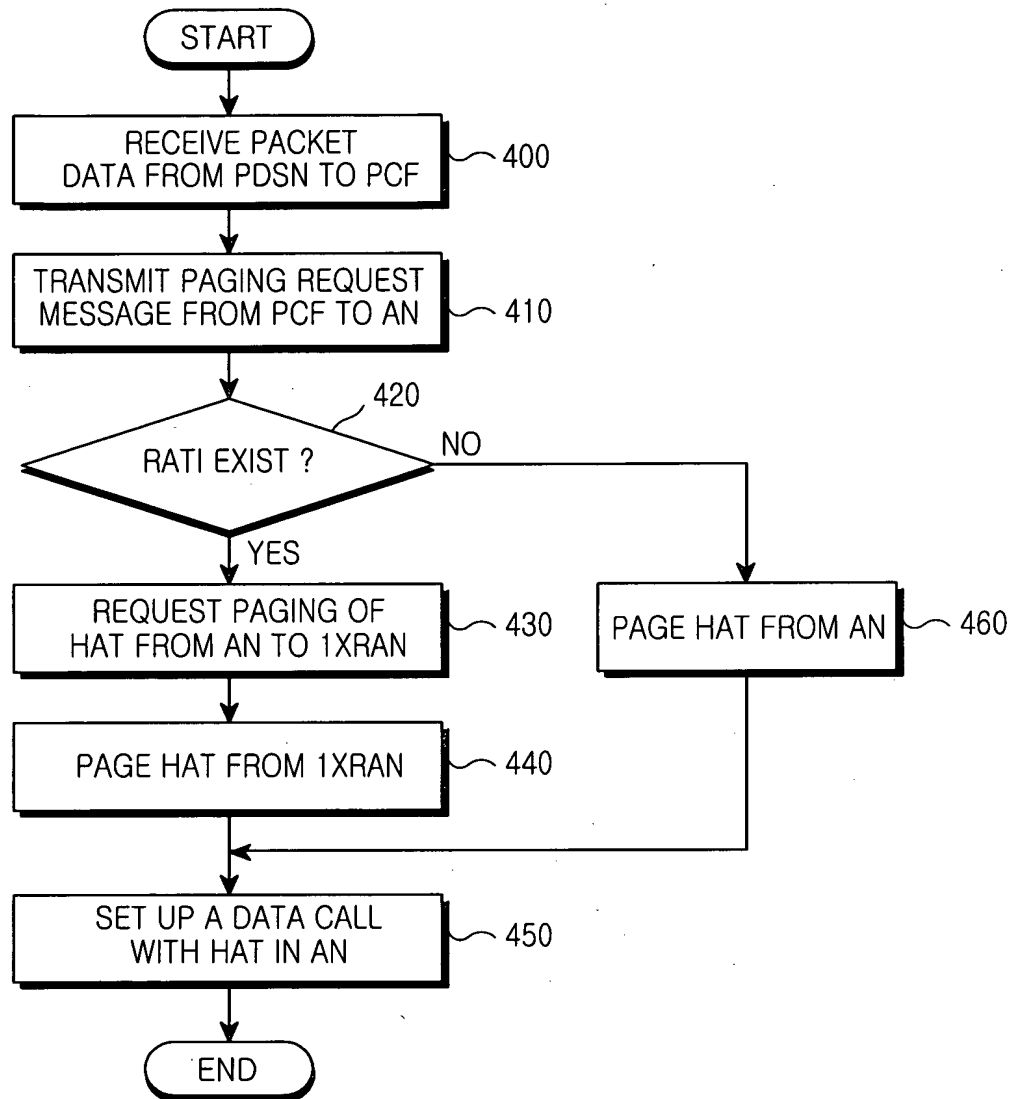 START
RECEIVE PACKET
DATA FROM PDSN TO PCF
400
TRANSMIT PAGING REQUEST
MESSAGE FROM PCF TO AN
410
420
RATI EXIST ?
NO
YES
REQUEST PAGING OF
HAT FROM AN TO 1XRAN
430
PAGE HAT FROM AN
460
PAGE HAT FROM 1XRAN
440
SET UP A DATA CALL
WITH HAT IN AN
450
END